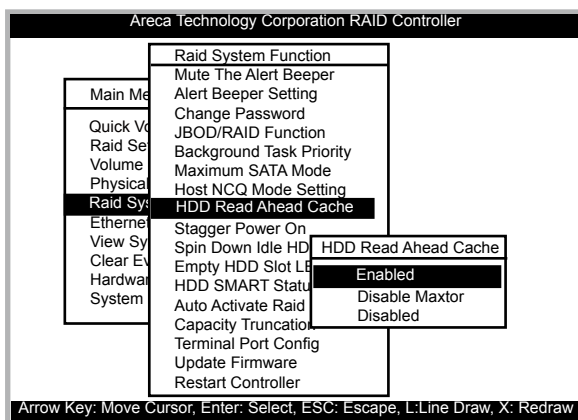 Areca Technology Corporation RAID Controller
Main Me
Quick Vo
Raid Set
Volume
Physical
Raid Sys
Ethernet
View Sy
Clear Ev
Hardwar
System
Raid System Function
Mute The Alert Beeper
Alert Beeper Setting
Change Password
JBOD/RAID Function
Background Task Priority
Maximum SATA Mode
Host NCQ Mode Setting
HDD Read Ahead Cache
Stagger Power On
Spin Down Idle HD
Empty HDD Slot LE
HDD SMART Statu
Auto Activate Raid
Capacity Truncation
Terminal Port Config
Update Firmware
Restart Controller
HDD Read Ahead Cache
Enabled
Disable Maxtor
Disabled
Arrow Key: Move Cursor, Enter: Select, ESC: Escape, L:Line Draw, X: Redraw